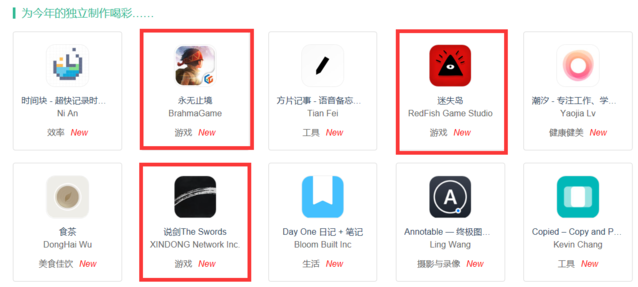 为今年的独立制作喝彩……
时间块 - 超快记录时...
Ni An
效率 New
永无止境
BrahmaGame
游戏 New
方片记事 - 语音备忘...
Tian Fei
工具 New
迷失岛
RedFish Game Studio
游戏 New
潮汐 - 专注工作、学...
Yaojia Lv
健康健美 New
食茶
DongHai Wu
美食佳饮 New
说剑The Swords
XINDONG Network Inc.
游戏 New
Day One 日记 + 笔记
Bloom Built Inc
生活 New
A
Annotable — 终极图...
Ling Wang
摄影与录像 New
Copied – Copy and P...
Kevin Chang
工具 New